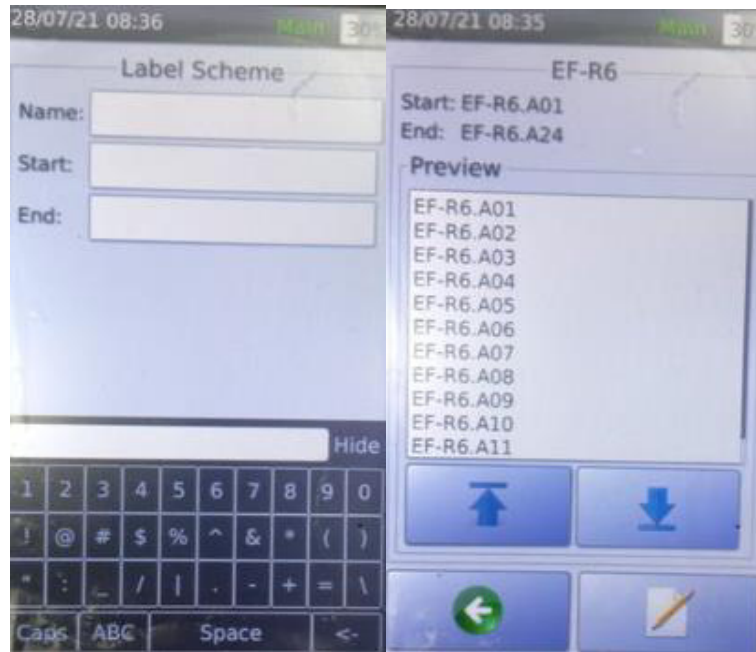 28/07/21 08:36 Main 30%
Label Scheme
Name:
Start:
End:
Hide
1 2 3 4 5 6 7 8 9 0
! @ # $ % ^ & * ( )
" : _ / | . - + = \
Caps ABC Space <-
28/07/21 08:35 Main 30
EF-R6
Start: EF-R6.A01
End: EF-R6.A24
Preview
EF-R6.A01
EF-R6.A02
EF-R6.A03
EF-R6.A04
EF-R6.A05
EF-R6.A06
EF-R6.A07
EF-R6.A08
EF-R6.A09
EF-R6.A10
EF-R6.A11